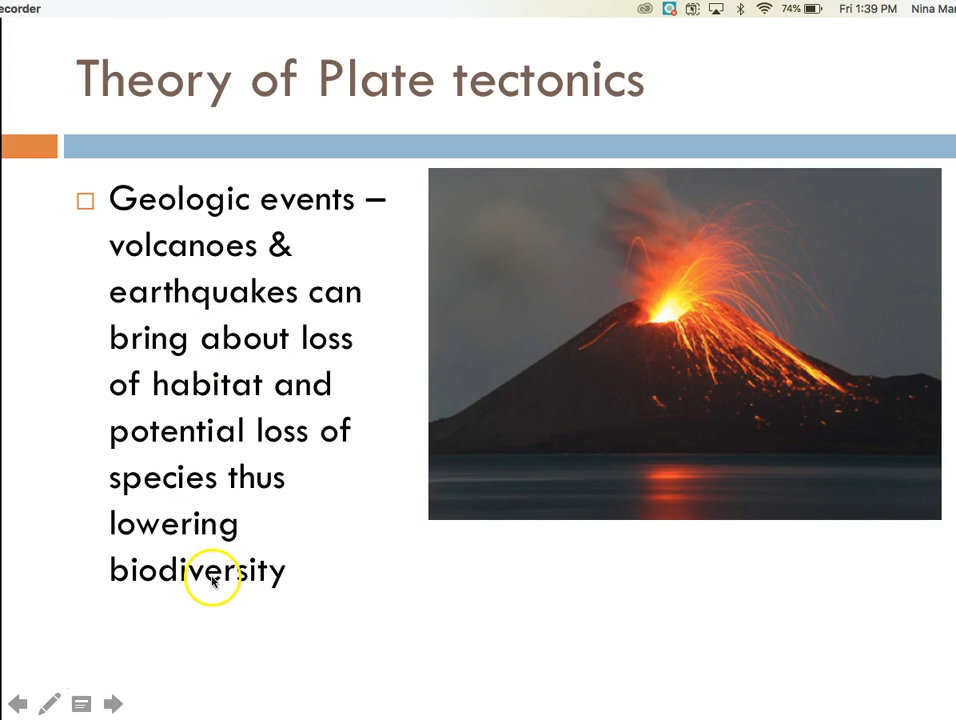 ecorder 74% Fri 1:39 PM Nina Mar
Theory of Plate tectonics
Geologic events –
volcanoes &
earthquakes can
bring about loss
of habitat and
potential loss of
species thus
lowering
biodiversity